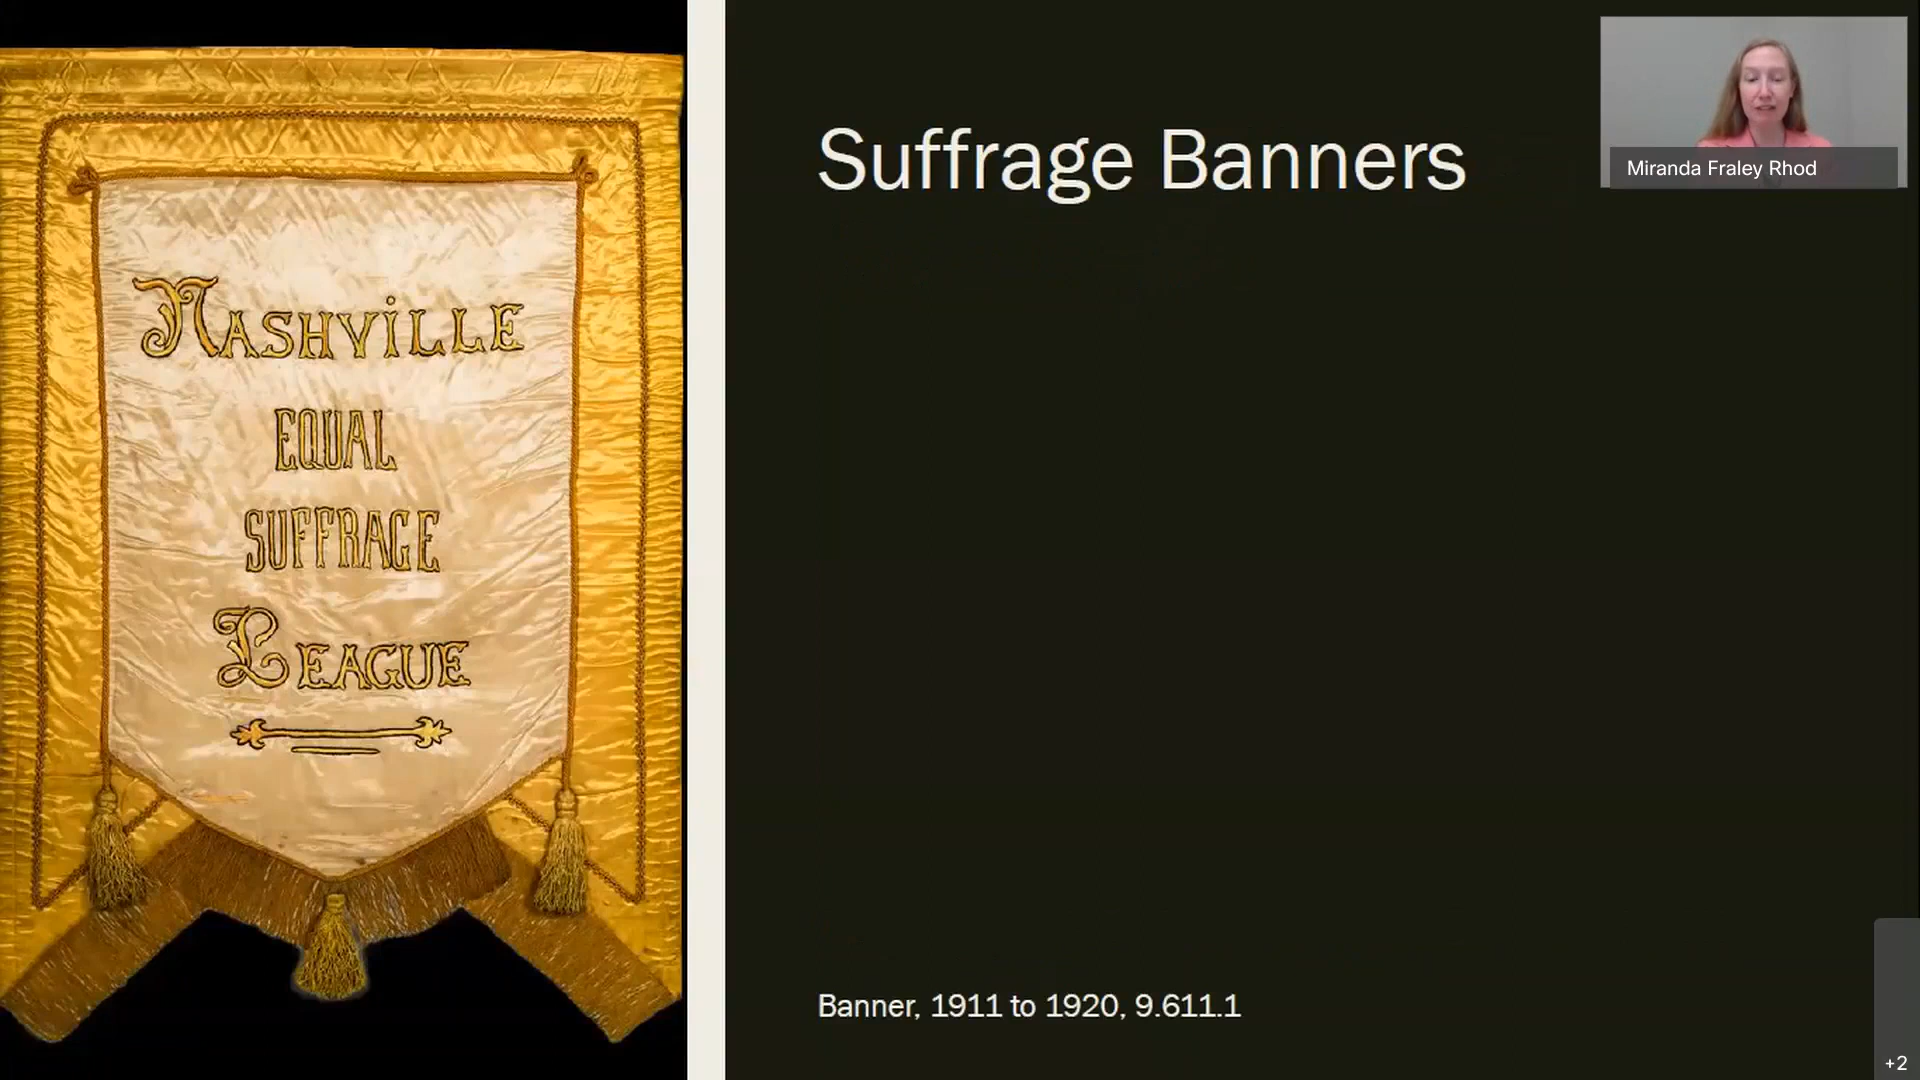 NASHViLLE
EQUAL
SUFFRAGE
LEAGUE
Suffrage Banners
Banner, 1911 to 1920, 9.611.1
Miranda Fraley Rhod
+2